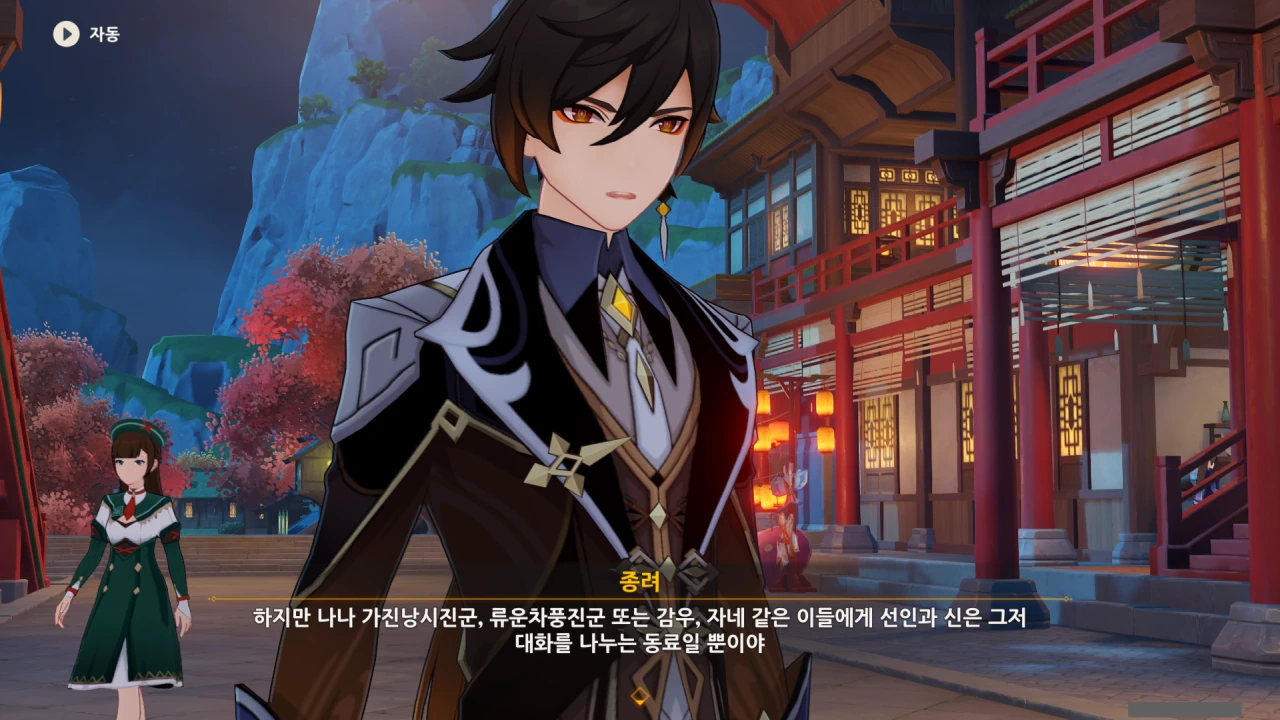 자동
종려
하지만 나나 가진낭시진군, 류운차풍진군 또는 감우, 자네 같은 이들에게 선인과 신은 그저
대화를 나누는 동료일 뿐이야